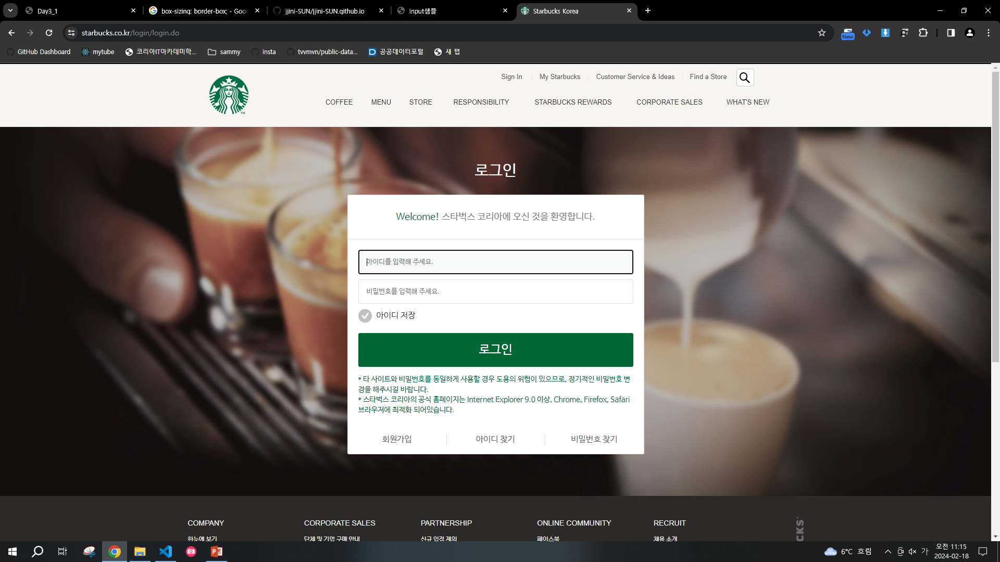 Day3_1
box-sizing: border-box; - Goo
jjini-SUN/jjini-SUN.github.io
input샘플
Starbucks Korea
starbucks.co.kr/login/login.do
New
GitHub Dashboard
mytube
코리아IT아카데미학...
sammy
insta
tvvmvn/public-data...
공공데이터포털
새 탭
Sign In
My Starbucks
Customer Service & Ideas
Find a Store
COFFEE
MENU
STORE
RESPONSIBILITY
STARBUCKS REWARDS
CORPORATE SALES
WHAT'S NEW
TM
로그인
Welcome! 스타벅스 코리아에 오신 것을 환영합니다.
아이디를 입력해 주세요.
비밀번호를 입력해 주세요.
아이디 저장
로그인
* 타 사이트와 비밀번호를 동일하게 사용할 경우 도용의 위험이 있으므로, 정기적인 비밀번호 변
경을 해주시길 바랍니다.
* 스타벅스 코리아의 공식 홈페이지는 Internet Explorer 9.0 이상, Chrome, Firefox, Safari
브라우저에 최적화 되어있습니다.
회원가입
아이디 찾기
비밀번호 찾기
COMPANY
CORPORATE SALES
PARTNERSHIP
ONLINE COMMUNITY
RECRUIT
한눈에 보기
단체 및 기업 구매 안내
신규 입점 제의
페이스북
채용 소개
CKS
6°C 흐림
가
오전 11:15
2024-02-18